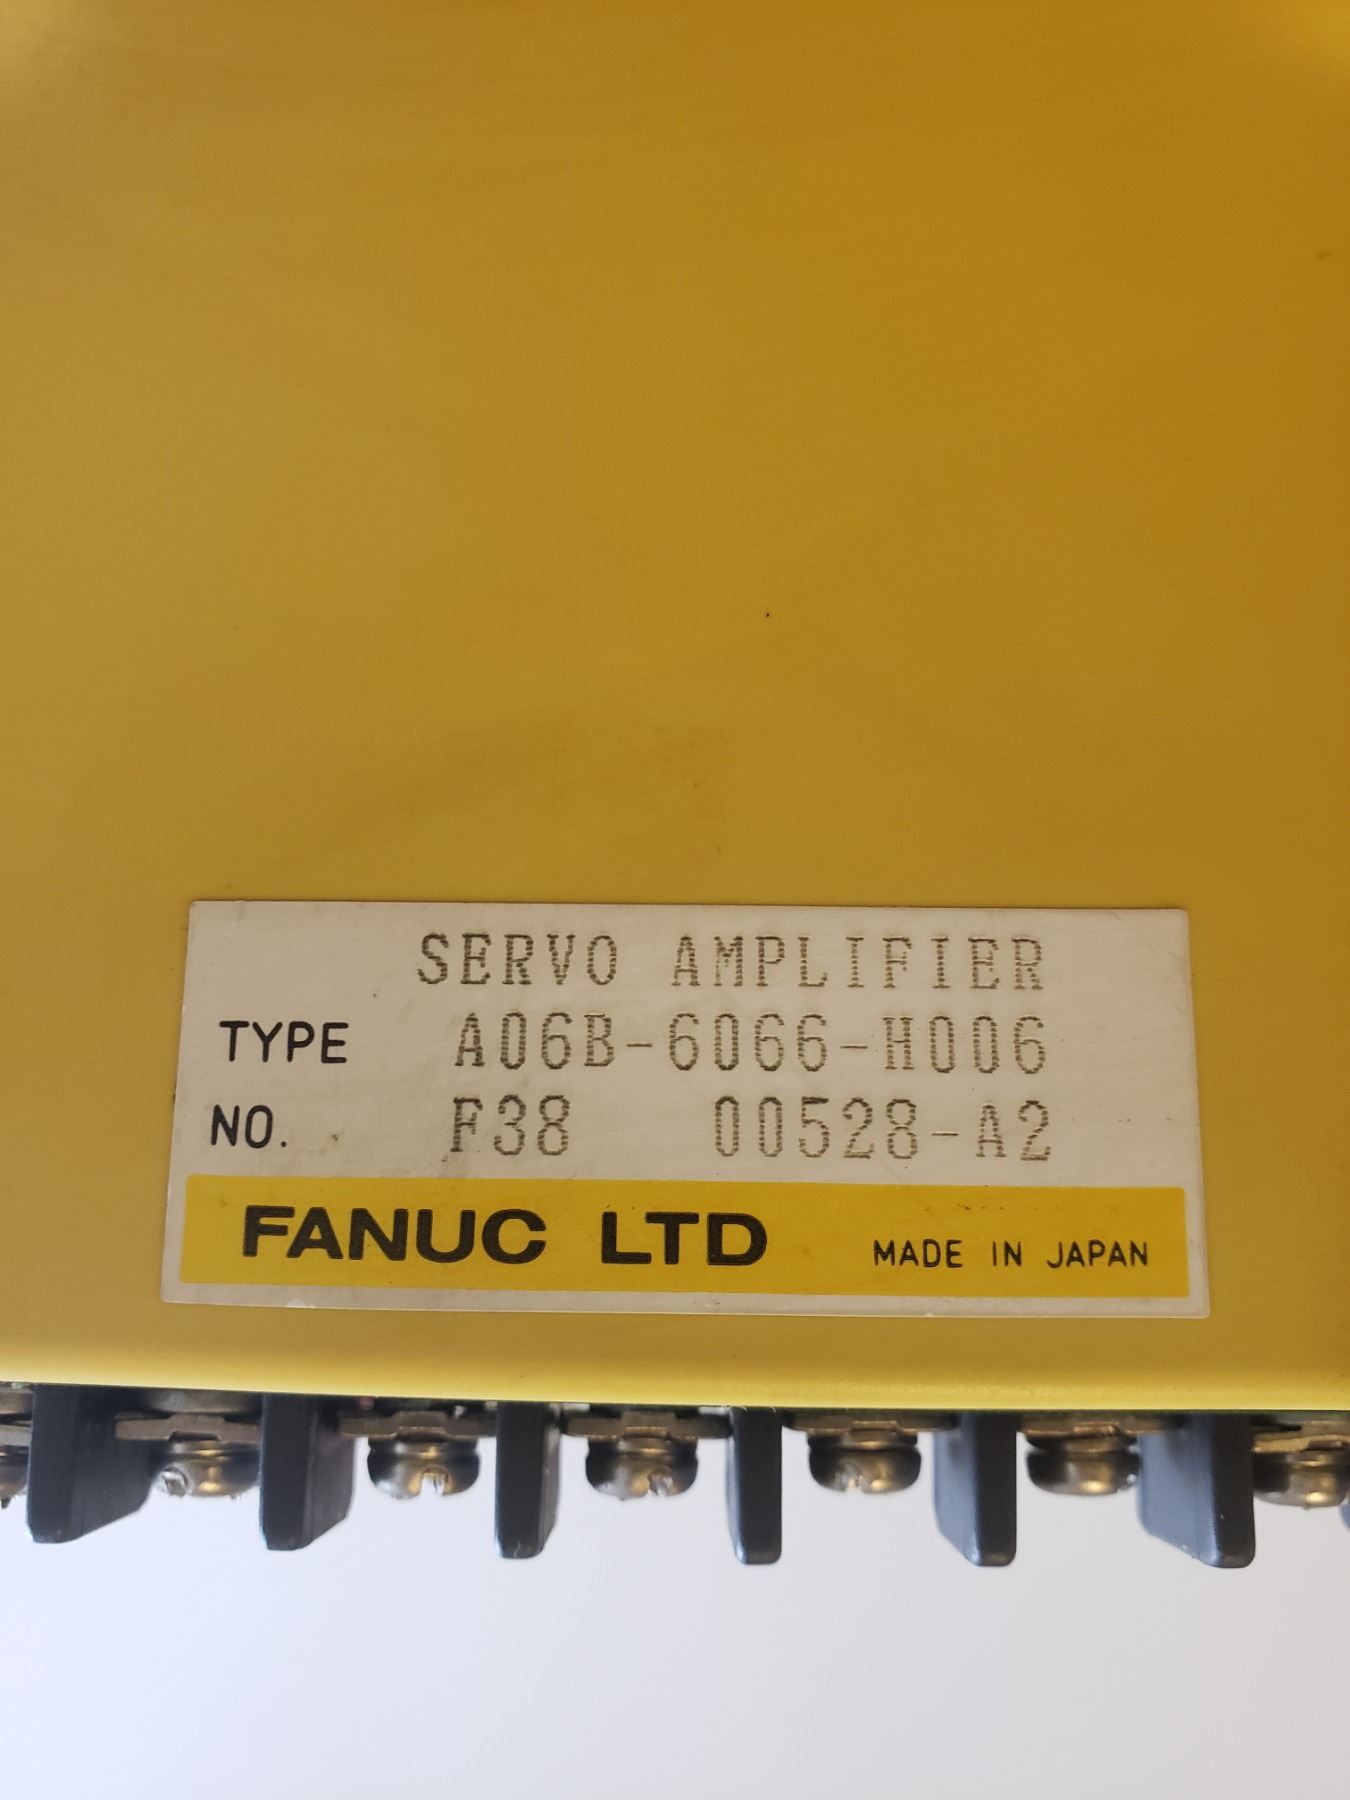 SERVO AMPLIFIER
TYPE A06B-6066-H006
NO. F38 00528-A2
FANUC LTD MADE IN JAPAN